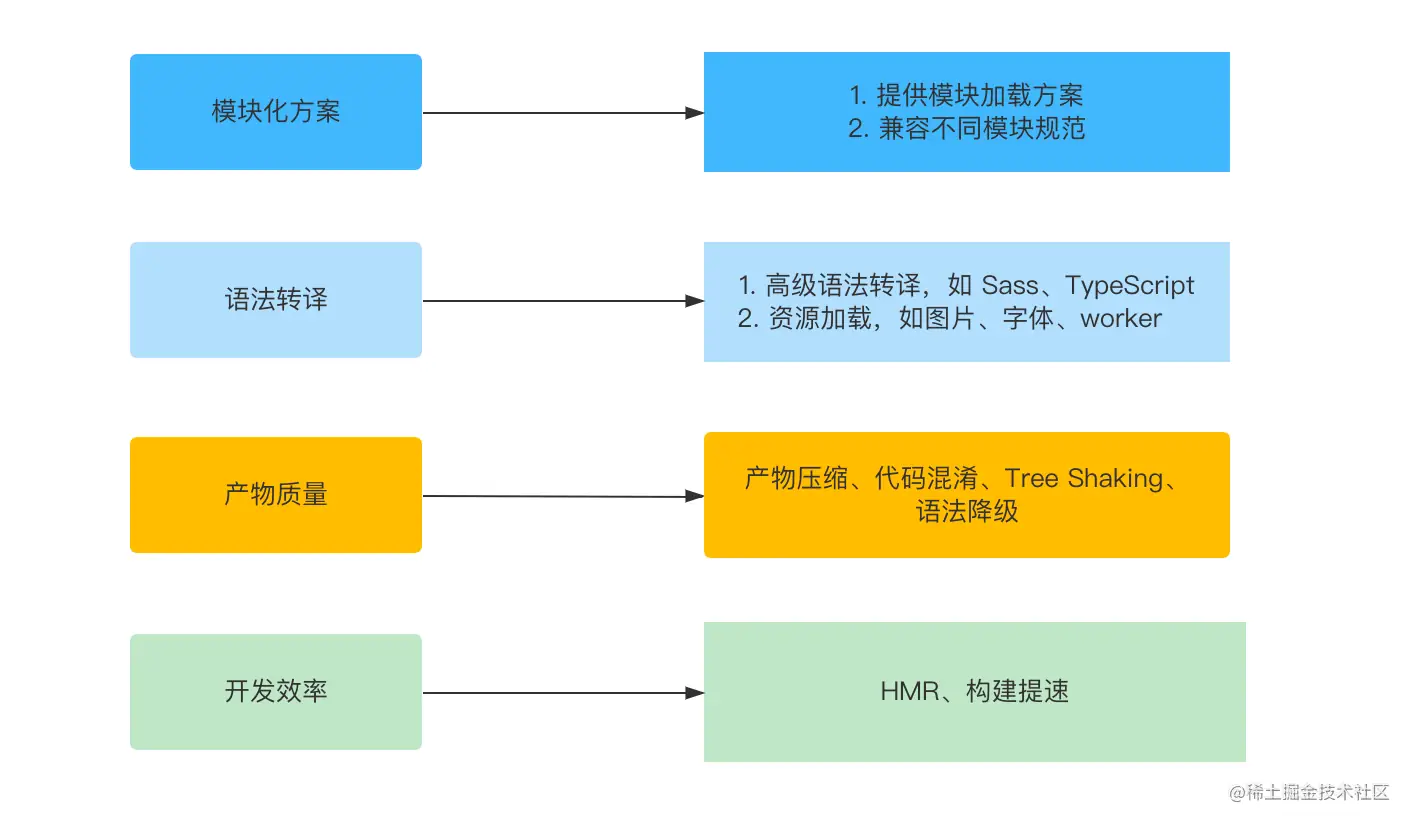 模块化方案
1. 提供模块加载方案
2. 兼容不同模块规范
语法转译
1. 高级语法转译，如 Sass、TypeScript
2. 资源加载，如图片、字体、worker
产物质量
产物压缩、代码混淆、Tree Shaking、
语法降级
开发效率
HMR、构建提速
@稀土掘金技术社区